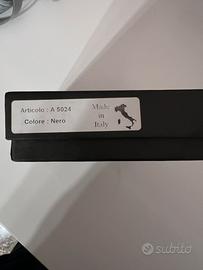 Articolo : A 5024
Colore : Nero
Made
in
Italy
subito